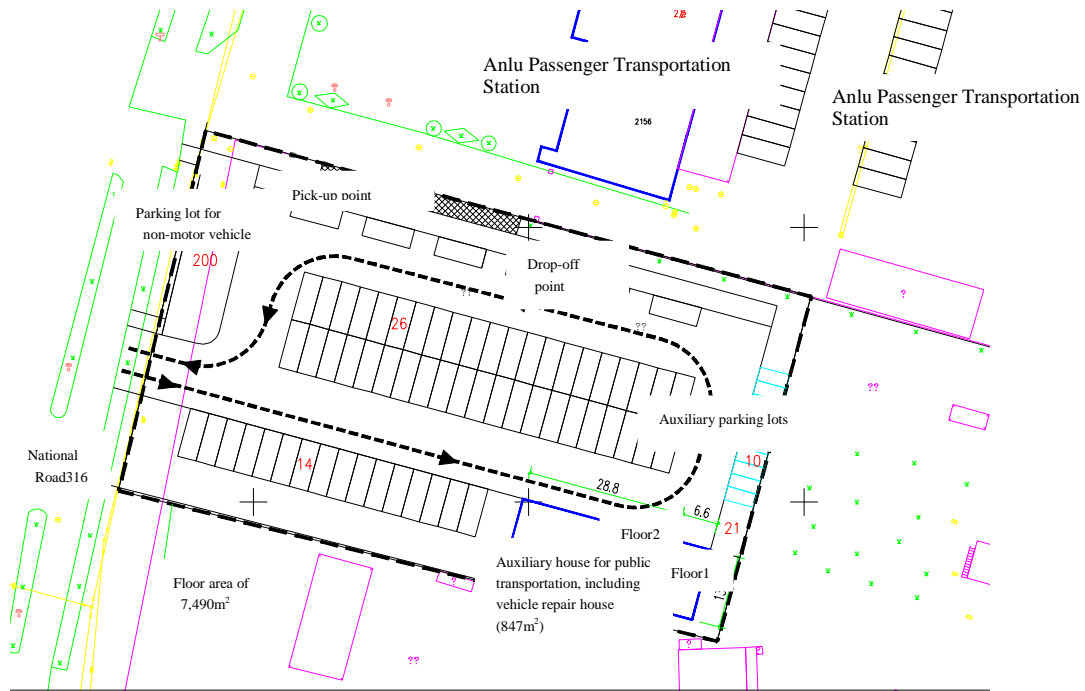 2/8
Anlu Passenger Transportation
Station
Anlu Passenger Transportation
Station
2156
Pick-up point
Parking lot for
non-motor vehicle
200
Drop-off
point
??
??
?
26
??
Auxiliary parking lots
National
Road316
14
10
28.8
6.6
21
Floor2
Auxiliary house for public
transportation, including
vehicle repair house
(847m²)
Floor1
Floor area of
7,490m²
?
?
?
??